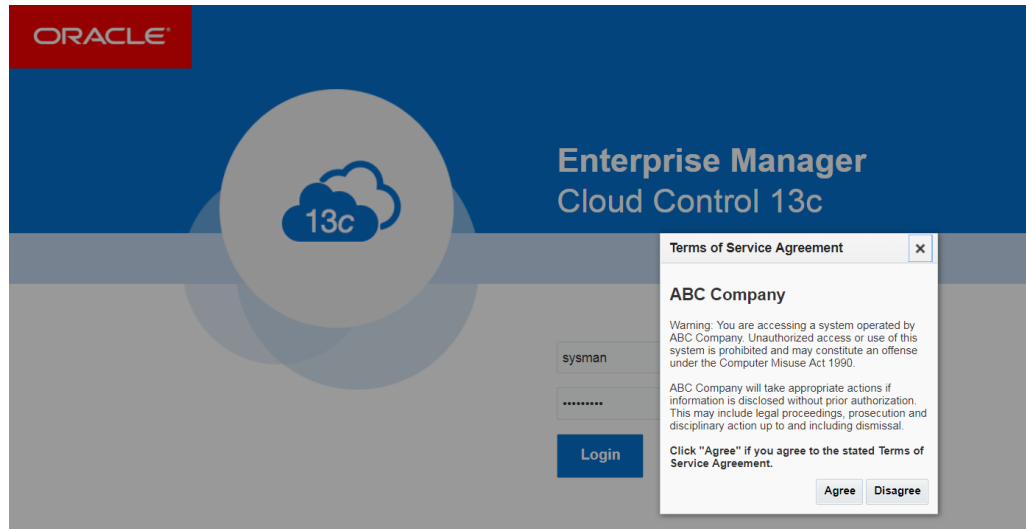 ORACLE
13c
Enterprise Manager
Cloud Control 13c
Terms of Service Agreement
ABC Company
Warning: You are accessing a system operated by
ABC Company. Unauthorized access or use of this
system is prohibited and may constitute an offense
under the Computer Misuse Act 1990.
ABC Company will take appropriate actions if
information is disclosed without prior authorization.
This may include legal proceedings, prosecution and
disciplinary action up to and including dismissal.
Click "Agree" if you agree to the stated Terms of
Service Agreement.
Agree Disagree
sysman
•••••••••
Login